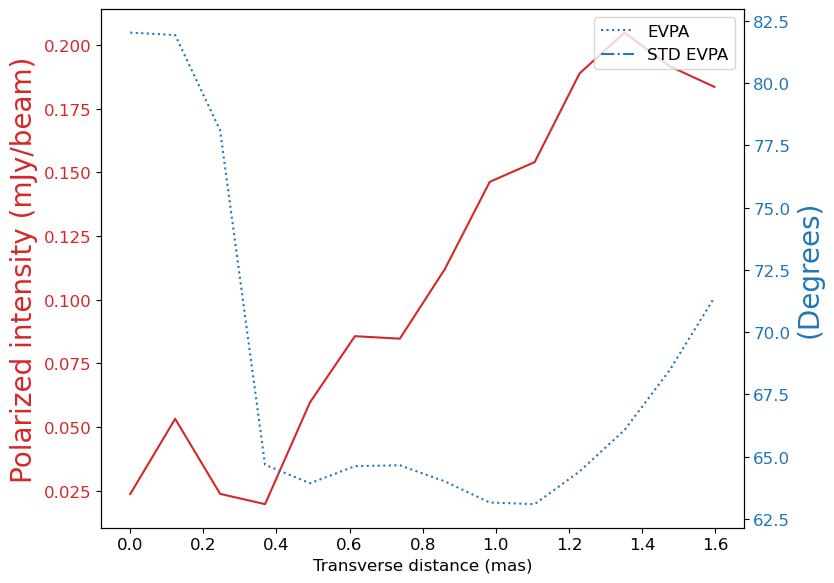 EVPA
STD EVPA
Polarized intensity (mJy/beam)
0.200
0.175
0.150
0.125
0.100
0.075
0.050
0.025
82.5
80.0
77.5
75.0
72.5
70.0
67.5
65.0
62.5
(Degrees)
0.0 0.2 0.4 0.6 0.8 1.0 1.2 1.4 1.6
Transverse distance (mas)